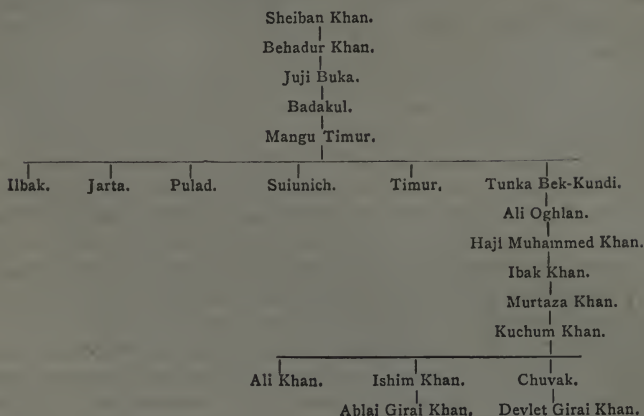 Sheiban Khan.
Behadur Khan.
Juji Buka.
Badakul.
Mangu Timur.
Ilbak. Jarta. Pulad. Suiunich. Timur. Tunka Bek-Kundi.
Ali Oghlan.
Haji Muhammed Khan.
Ibak Khan.
Murtaza Khan.
Kuchum Khan.
Ali Khan. Ishim Khan. Chuvak.
Ablai Girai Khan. Devlet Girai Khan.